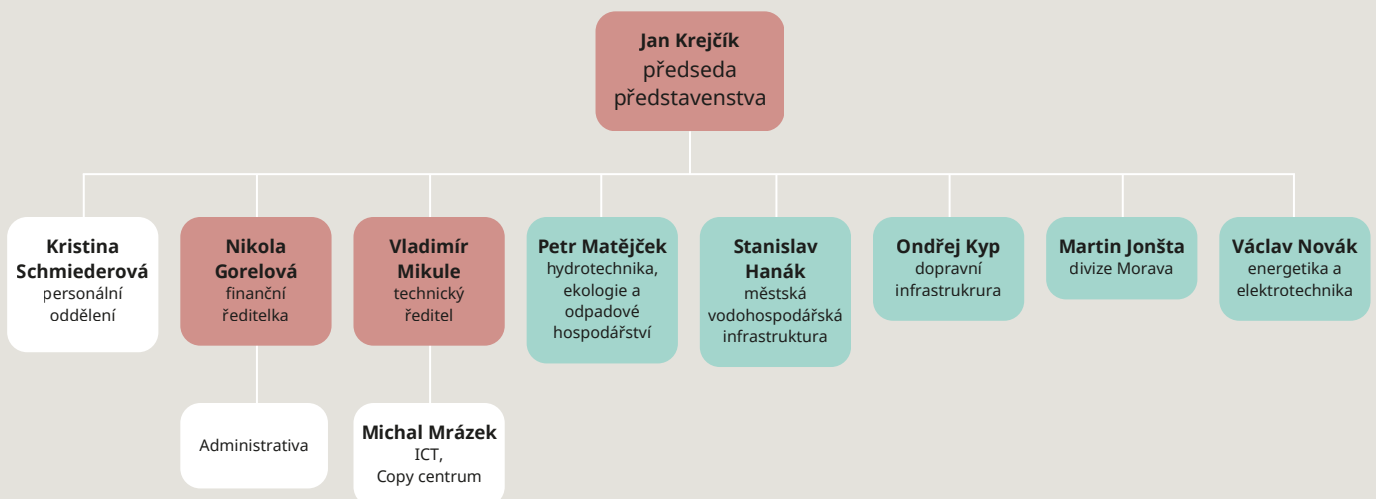 Jan Krejčík
předseda
představenstva
Kristina
Schmiederová
personální
oddělení
Nikola
Gorelová
finanční
ředitelka
Vladimír
Mikule
technický
ředitel
Petr Matějček
hydrotechnika,
ekologie a
odpadové
hospodářství
Stanislav
Hanák
městská
vodohospodářská
infrastruktura
Ondřej Kyp
dopravní
infrastrukrura
Martin Jonšta
divize Morava
Václav Novák
energetika a
elektrotechnika
Administrativa
Michal Mrázek
ICT,
Copy centrum